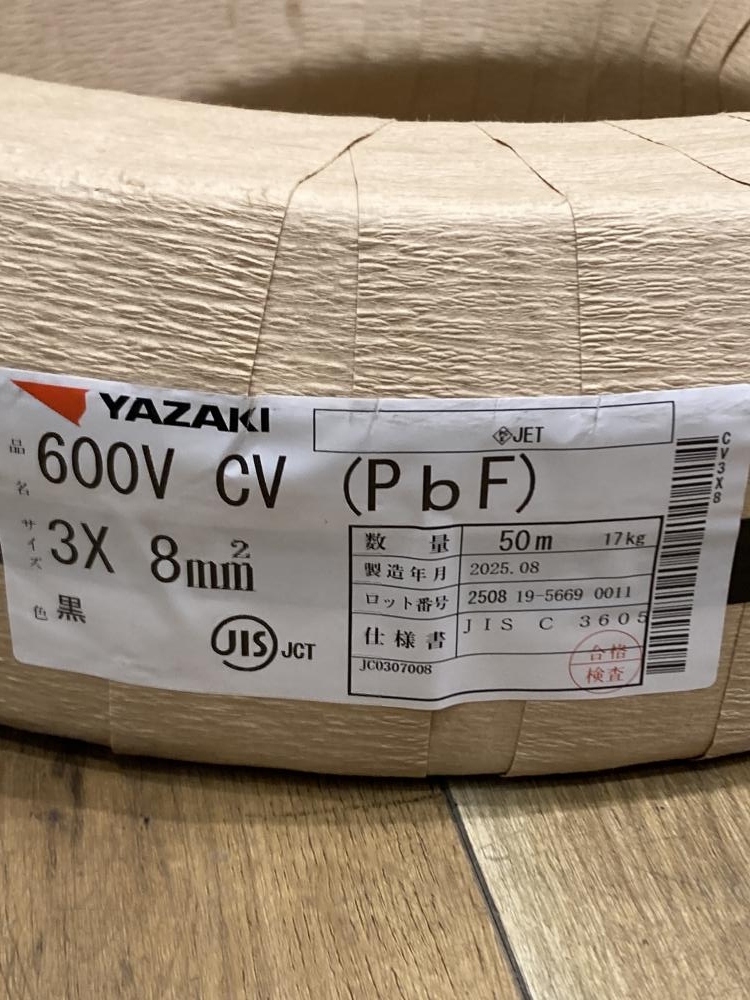 YAZAKI
JET
品名 600V CV (PbF)
サイズ 3X 8mm²
色 黒
JIS JCT
数量 50m 17kg
製造年月 2025.08
ロット番号 2508 19-5669 0011
仕様書 JIS C 3605
JC0307008
合格
検査
CV3X8